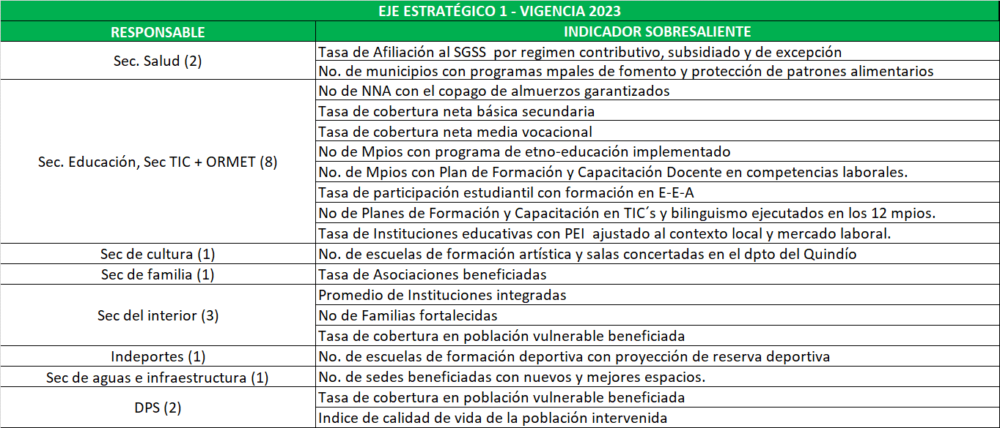 EJE ESTRATÉGICO 1 - VIGENCIA 2023
RESPONSABLE
INDICADOR SOBRESALIENTE
Sec. Salud (2)
Tasa de Afiliación al SGSS  por regimen contributivo, subsidiado y de excepción
No. de municipios con programas mpales de fomento y protección de patrones alimentarios
Sec. Educación, Sec TIC + ORMET (8)
No de NNA con el copago de almuerzos garantizados
Tasa de cobertura neta básica secundaria
Tasa de cobertura neta media vocacional
No de Mpios con programa de etno-educación implementado
No. de Mpios con Plan de Formación y Capacitación Docente en competencias laborales.
Tasa de participación estudiantil con formación en E-E-A
No de Planes de Formación y Capacitación en TIC´s y bilinguismo ejecutados en los 12 mpios.
Tasa de Instituciones educativas con PEI  ajustado al contexto local y mercado laboral.
Sec de cultura (1)
No. de escuelas de formación artística y salas concertadas en el dpto del Quindío
Sec de familia (1)
Tasa de Asociaciones beneficiadas
Sec del interior (3)
Promedio de Instituciones integradas
No de Familias fortalecidas
Tasa de cobertura en población vulnerable beneficiada
Indeportes (1)
No. de escuelas de formación deportiva con proyección de reserva deportiva
Sec de aguas e infraestructura (1)
No. de sedes beneficiadas con nuevos y mejores espacios.
DPS (2)
Tasa de cobertura en población vulnerable beneficiada
Indice de calidad de vida de la población intervenida